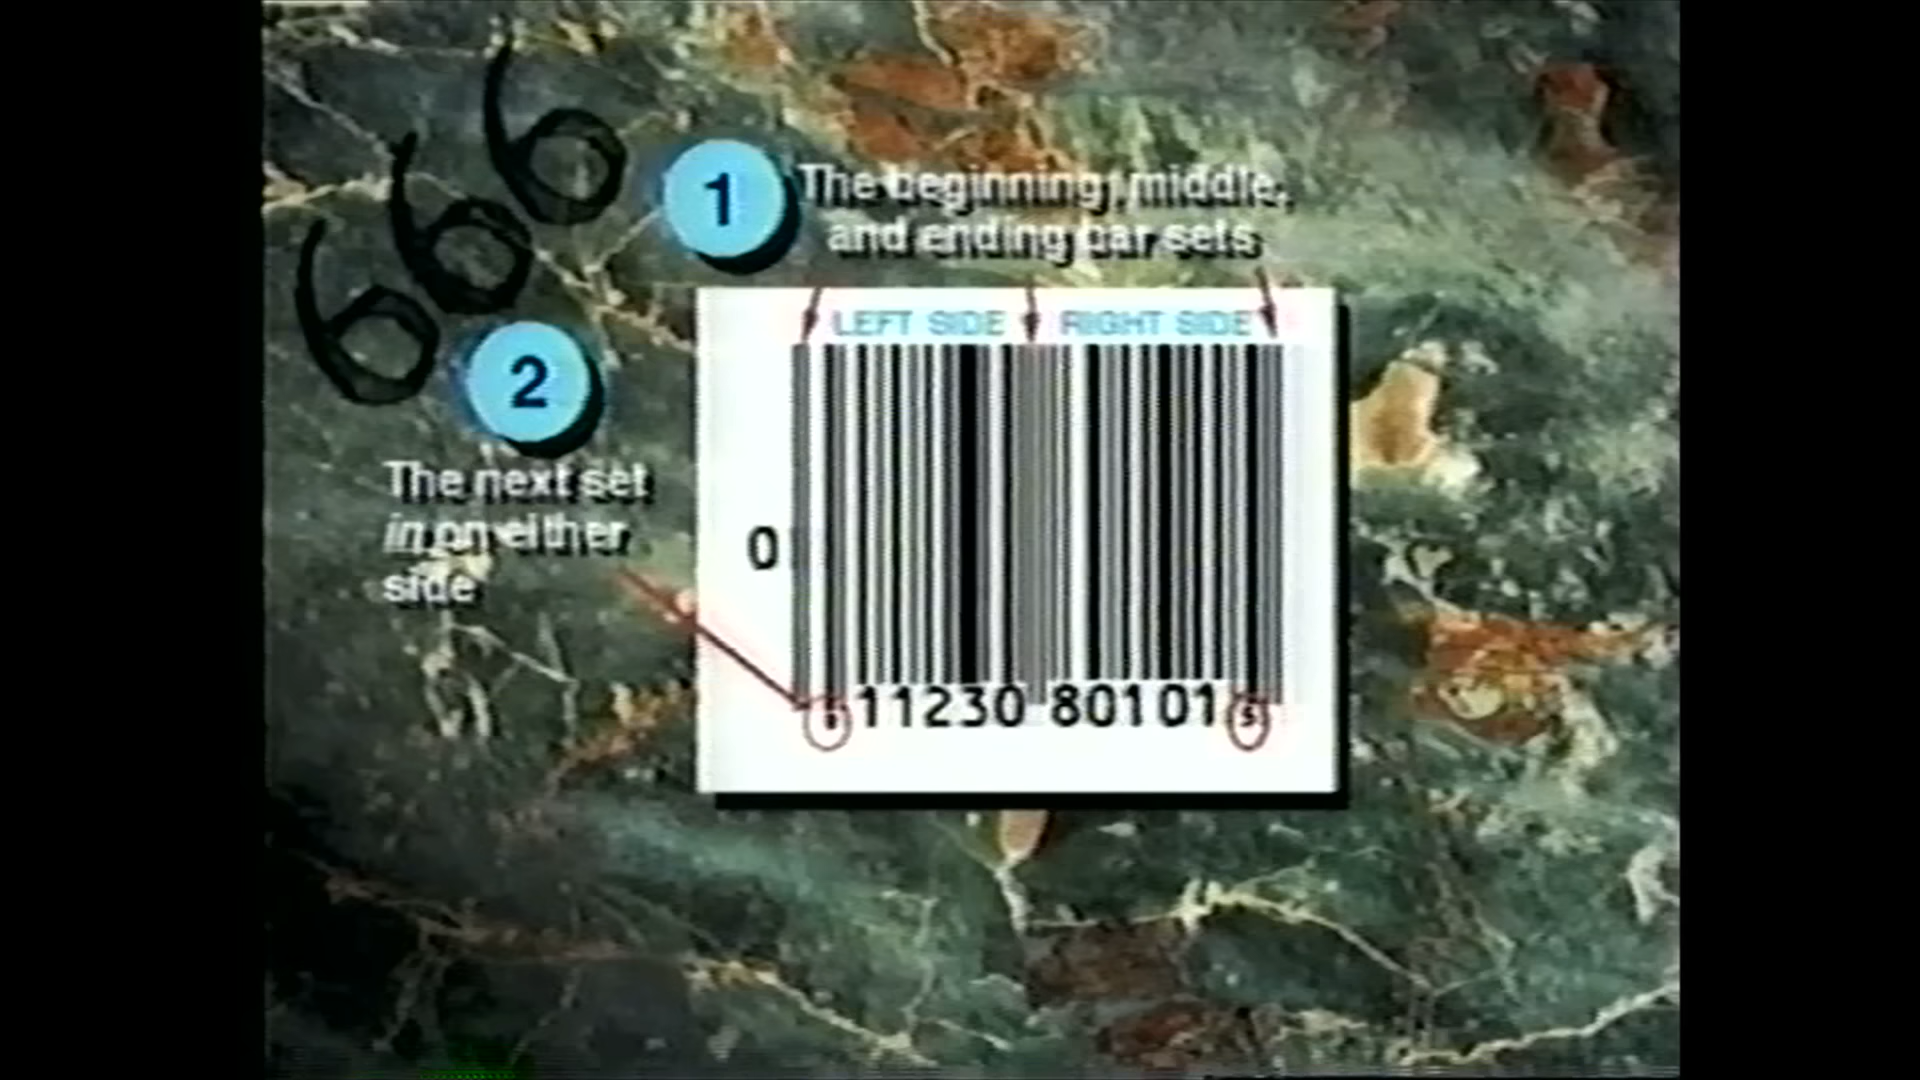 666
1
The beginning, middle,
and ending bar sets
2
The next set
in on either
side
LEFT SIDE RIGHT SIDE
0
11230 80101 5